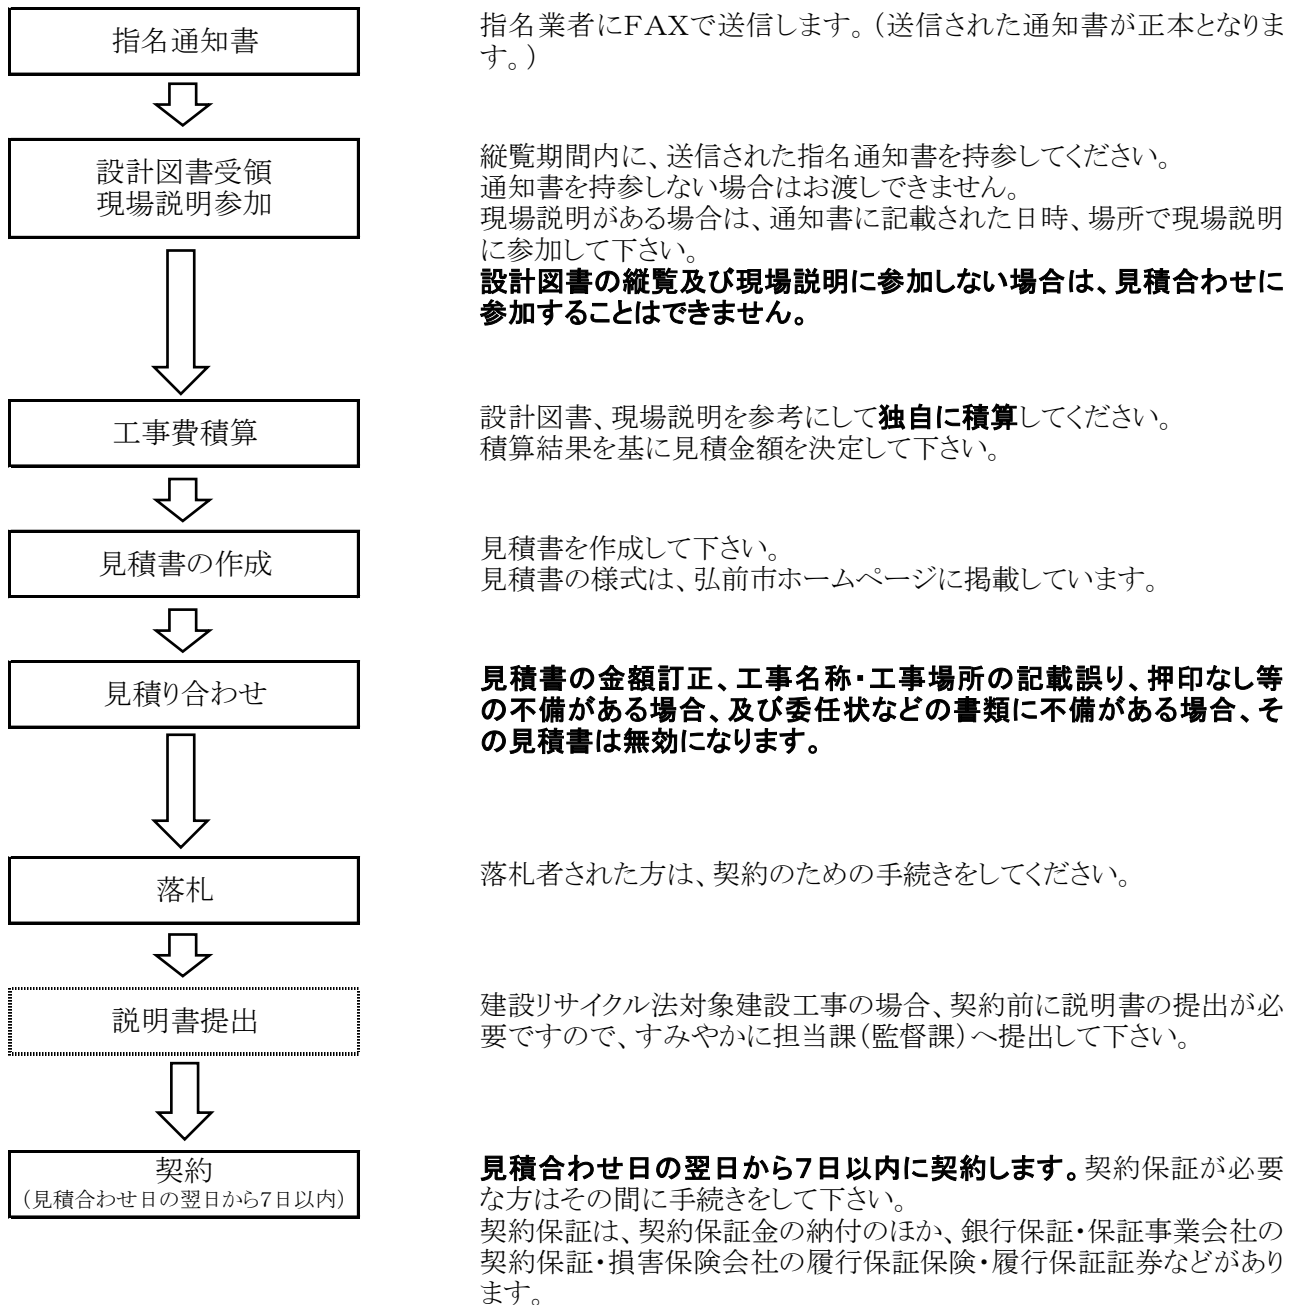 指名通知書
指名業者にFAXで送信します。（送信された通知書が正本となりま
す。）
設計図書受領
現場説明参加
縦覧期間内に、送信された指名通知書を持参してください。
通知書を持参しない場合はお渡しできません。
現場説明がある場合は、通知書に記載された日時、場所で現場説明
に参加して下さい。
設計図書の縦覧及び現場説明に参加しない場合は、見積合わせに
参加することはできません。
工事費積算
設計図書、現場説明を参考にして独自に積算してください。
積算結果を基に見積金額を決定して下さい。
見積書の作成
見積書を作成して下さい。
見積書の様式は、弘前市ホームページに掲載しています。
見積り合わせ
見積書の金額訂正、工事名称・工事場所の記載誤り、押印なし等
の不備がある場合、及び委任状などの書類に不備がある場合、そ
の見積書は無効になります。
落札
落札者された方は、契約のための手続きをしてください。
説明書提出
建設リサイクル法対象建設工事の場合、契約前に説明書の提出が必
要ですので、すみやかに担当課（監督課）へ提出して下さい。
契約
（見積合わせ日の翌日から７日以内）
見積合わせ日の翌日から７日以内に契約します。契約保証が必要
な方はその間に手続きをして下さい。
契約保証は、契約保証金の納付のほか、銀行保証・保証事業会社の
契約保証・損害保険会社の履行保証保険・履行保証証券などがあり
ます。